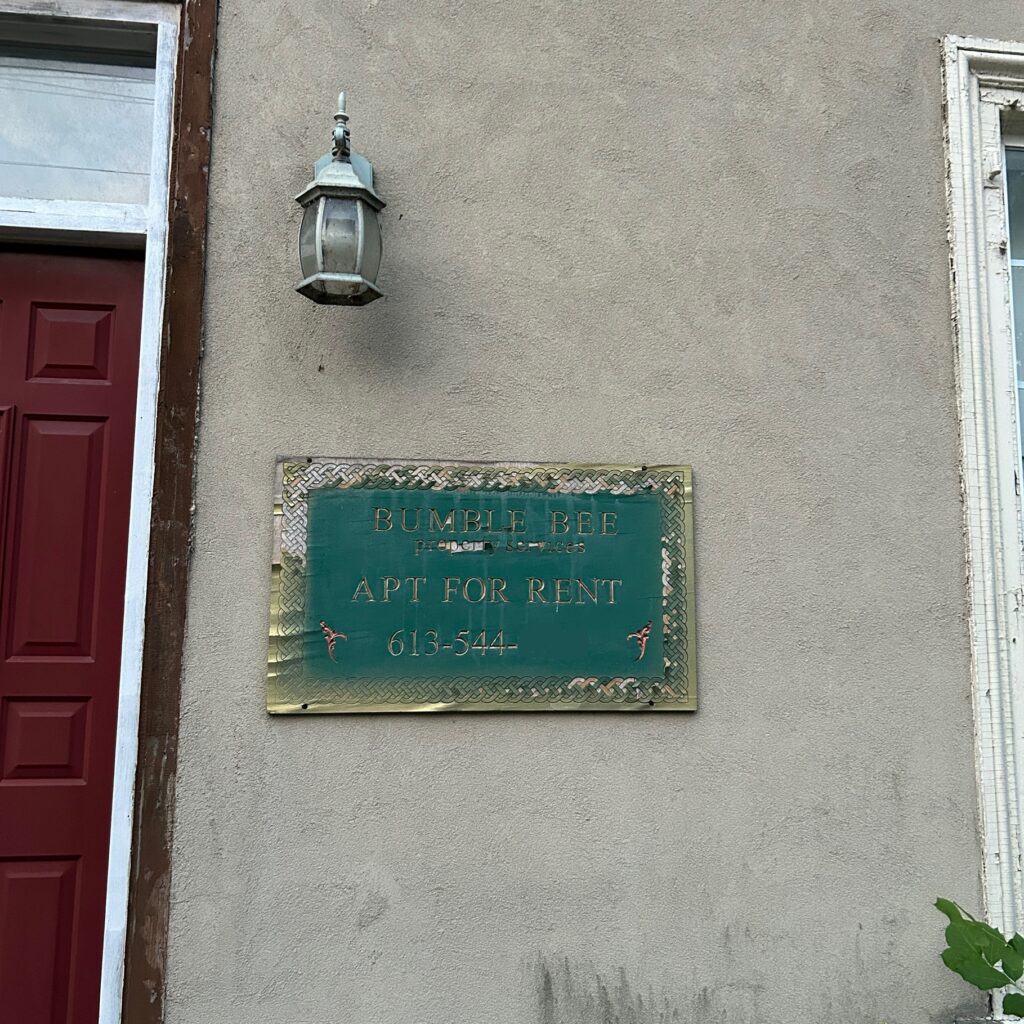 BUMBLE BEE
property services
APT FOR RENT
613-544-